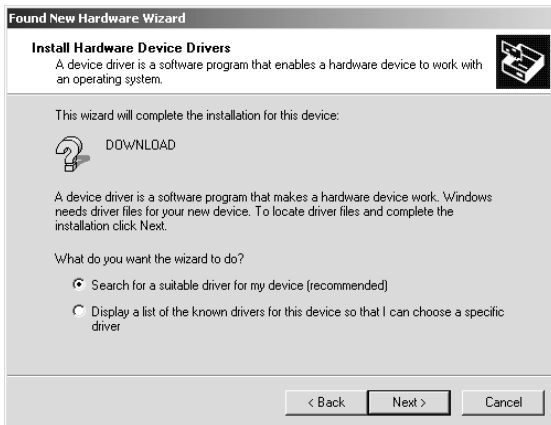 Found New Hardware Wizard
Install Hardware Device Drivers
A device driver is a software program that enables a hardware device to work with
an operating system.
This wizard will complete the installation for this device:
DOWNLOAD
A device driver is a software program that makes a hardware device work. Windows
needs driver files for your new device. To locate driver files and complete the
installation click Next.
What do you want the wizard to do?
Search for a suitable driver for my device (recommended)
Display a list of the known drivers for this device so that I can choose a specific
driver
< Back Next > Cancel